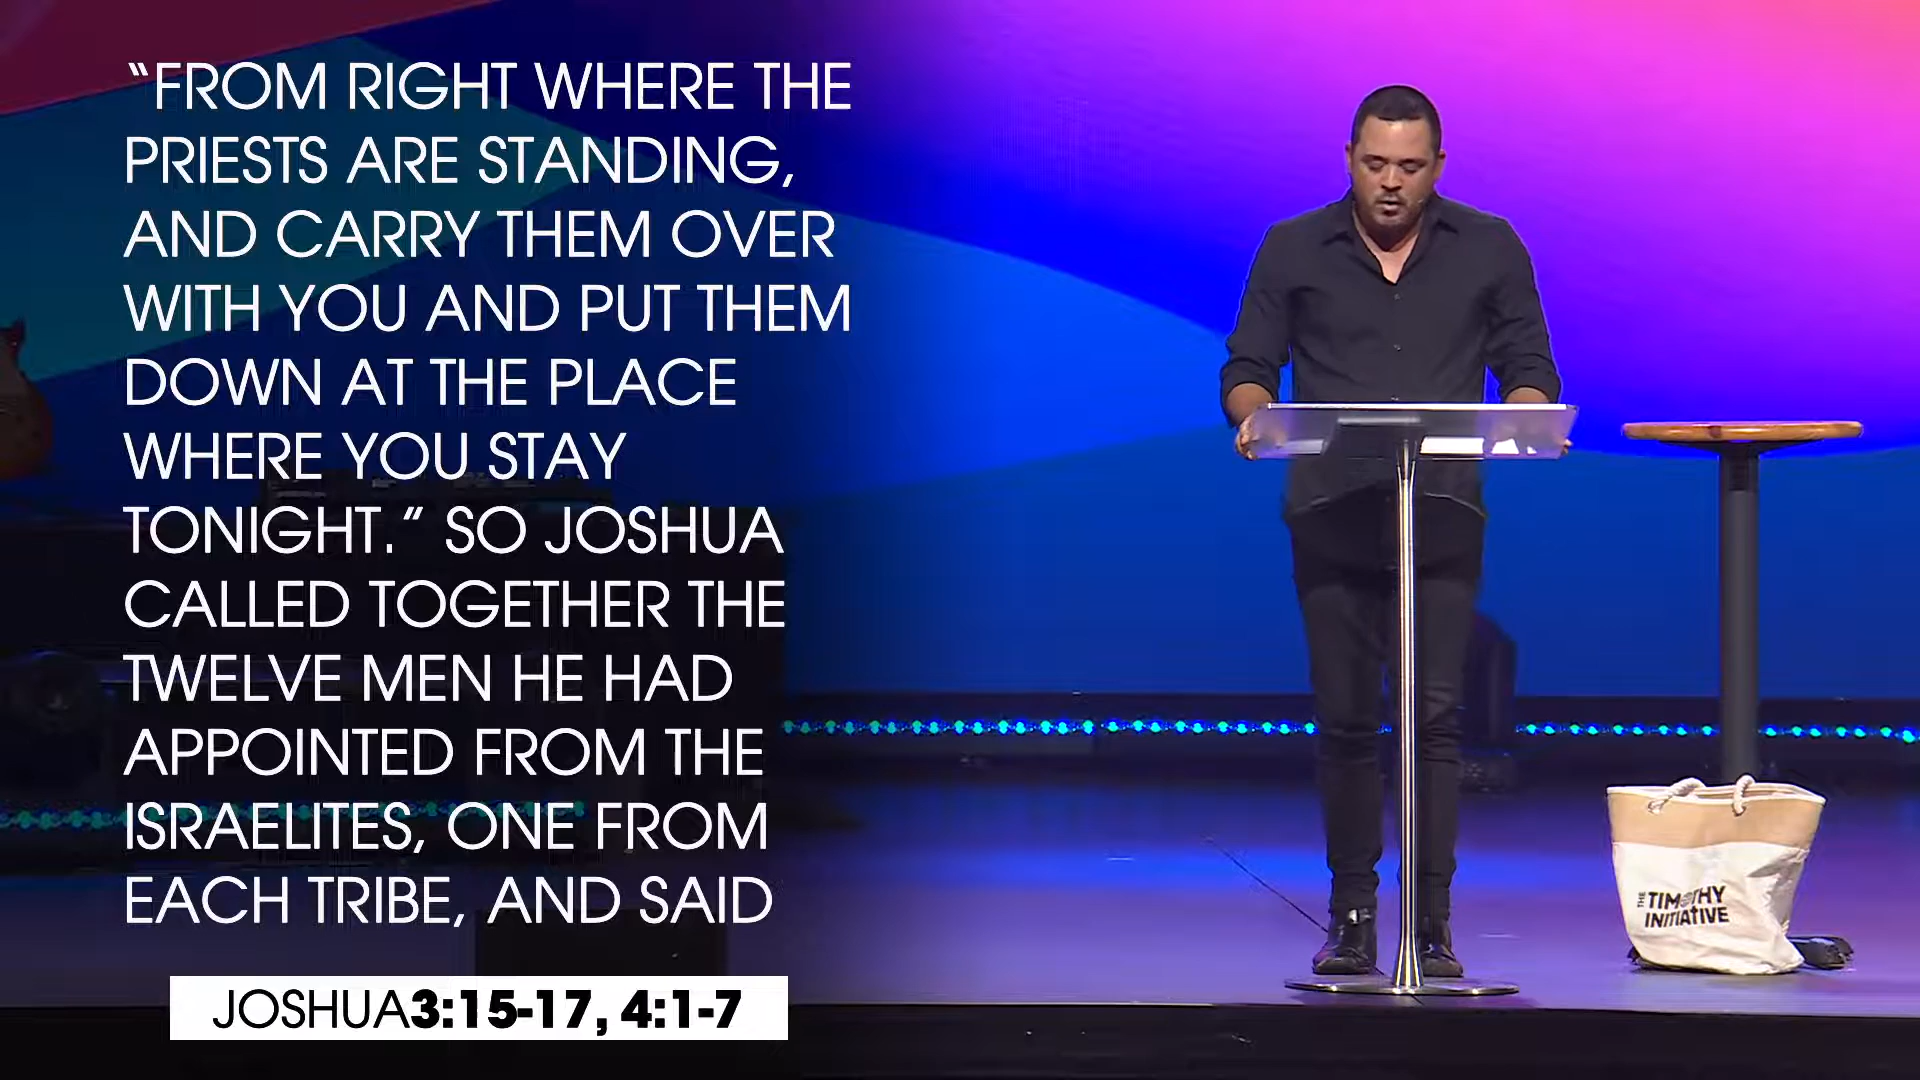 “FROM RIGHT WHERE THE
PRIESTS ARE STANDING,
AND CARRY THEM OVER
WITH YOU AND PUT THEM
DOWN AT THE PLACE
WHERE YOU STAY
TONIGHT.” SO JOSHUA
CALLED TOGETHER THE
TWELVE MEN HE HAD
APPOINTED FROM THE
ISRAELITES, ONE FROM
EACH TRIBE, AND SAID
JOSHUA3:15-17, 4:1-7
THE TIMOTHY
INITIATIVE